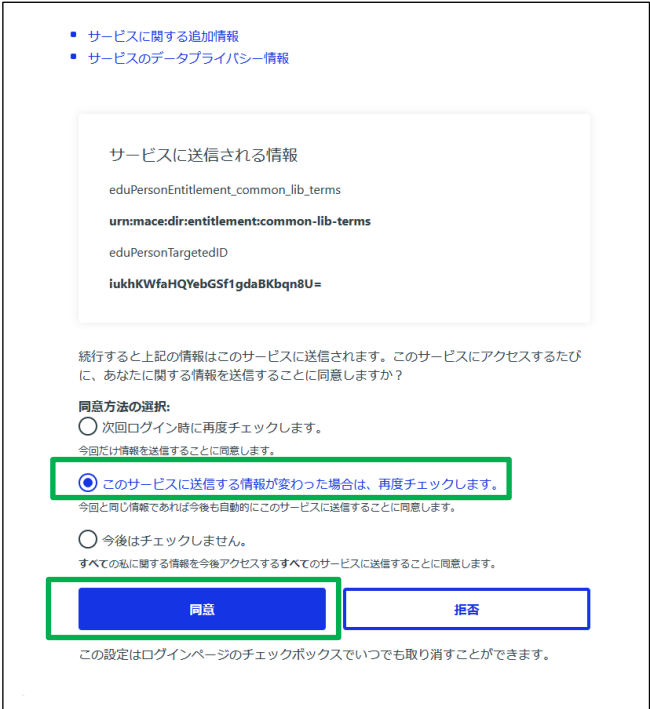 サービスに関する追加情報
サービスのデータプライバシー情報
サービスに送信される情報
eduPersonEntitlement_common_lib_terms
urn:mace:dir:entitlement:common-lib-terms
eduPersonTargetedID
iukhKWfaHQYebGSf1gdaBKbqn8U=
続行すると上記の情報はこのサービスに送信されます。このサービスにアクセスするたび
に、あなたに関する情報を送信することに同意しますか？
同意方法の選択:
次回ログイン時に再度チェックします。
今回だけ情報を送信することに同意します。
このサービスに送信する情報が変わった場合は、再度チェックします。
今回と同じ情報であれば今後も自動的にこのサービスに送信することに同意します。
今後はチェックしません。
すべての私に関する情報を今後アクセスするすべてのサービスに送信することに同意します。
同意 拒否
この設定はログインページのチェックボックスでいつでも取り消すことができます。